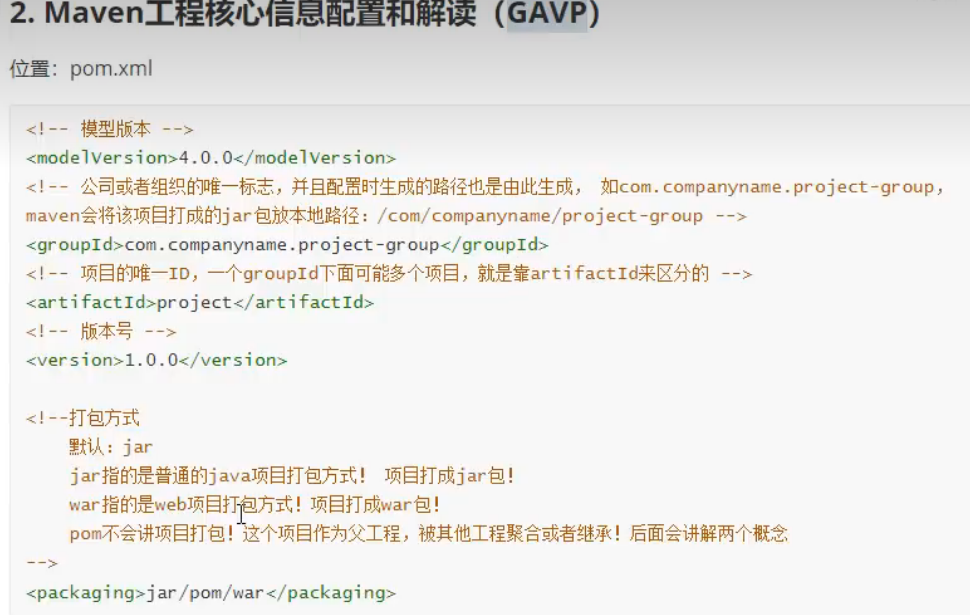 2. Maven工程核心信息配置和解读（GAVP）
位置：pom.xml
<!-- 模型版本 -->
<modelVersion>4.0.0</modelVersion>
<!-- 公司或者组织的唯一标志，并且配置时生成的路径也是由此生成， 如com.companyname.project-group，
maven会将该项目打成的jar包放本地路径：/com/companyname/project-group -->
<groupId>com.companyname.project-group</groupId>
<!-- 项目的唯一ID，一个groupId下面可能多个项目，就是靠artifactId来区分的 -->
<artifactId>project</artifactId>
<!-- 版本号 -->
<version>1.0.0</version>
<!--打包方式
默认：jar
jar指的是普通的java项目打包方式！ 项目打成jar包！
war指的是web项目打包方式！项目打成war包！
pom不会讲项目打包！这个项目作为父工程，被其他工程聚合或者继承！后面会讲解两个概念
-->
<packaging>jar/pom/war</packaging>